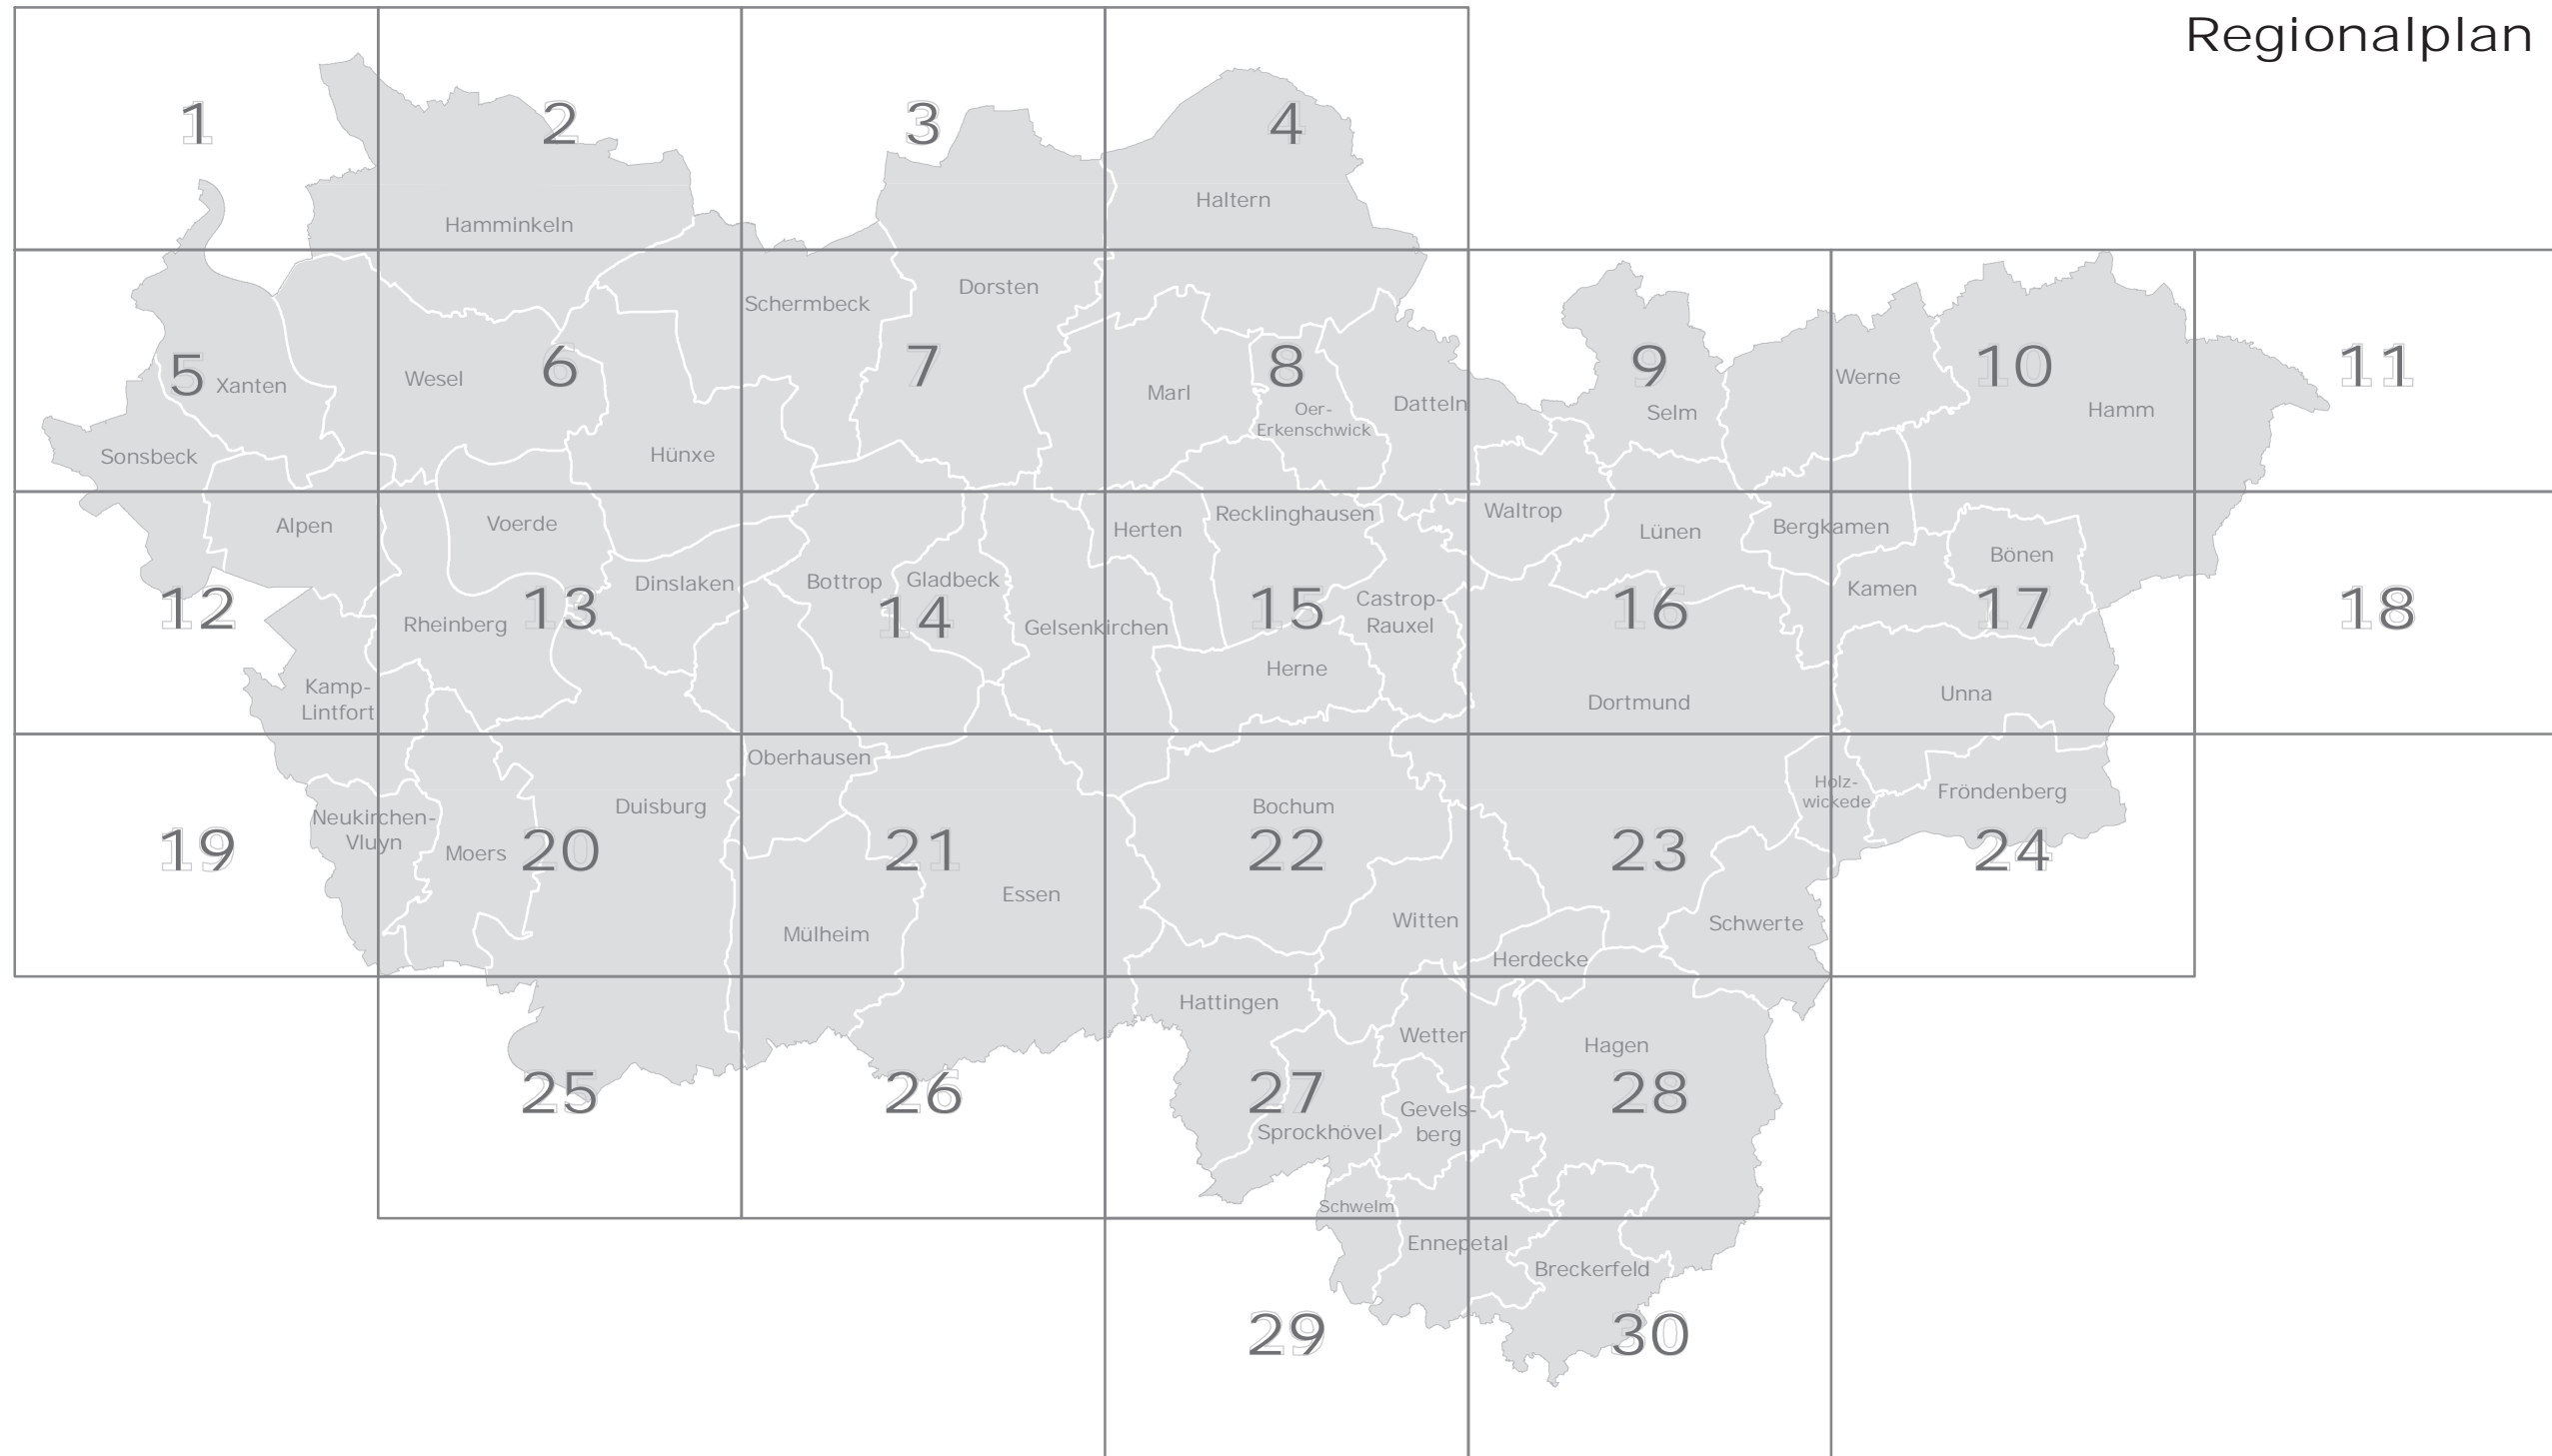 Regionalplan
1
2
3
4
Haltern
Hamminkeln
Dorsten
Schermbeck
5
6
7
8
9
10
11
Xanten
Wesel
Marl
Datteln
Werne
Oer-
Erkenschwick
Selm
Hamm
Sonsbeck
Hünxe
Alpen
Voerde
Herten
Recklinghausen
Waltrop
Lünen
Bergkamen
Bönen
Dinslaken
Bottrop
Gladbeck
Kamen
12
13
14
15
16
17
18
Rheinberg
Gelsenkirchen
Castrop-
Rauxel
Herne
Kamp-
Lintfort
Dortmund
Unna
Oberhausen
Holz-
wickede
Fröndenberg
Neukirchen-
Vluyn
Duisburg
Bochum
19
Moers
20
21
22
23
24
Essen
Mülheim
Witten
Schwerte
Herdecke
Hattingen
Wetter
Hagen
25
26
27
28
Gevels-
berg
Sprockhövel
Schwelm
Ennepetal
Breckerfeld
29
30